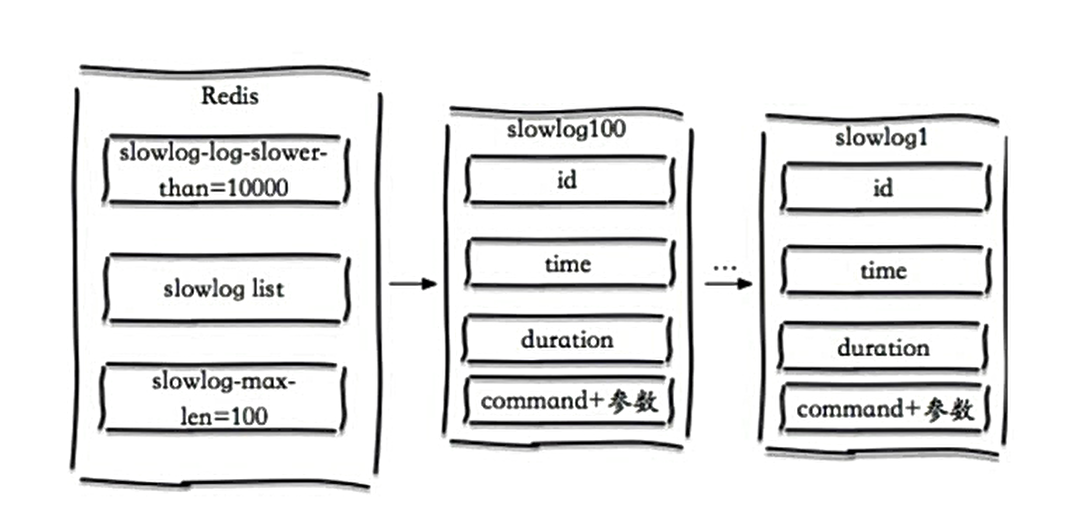 Redis
slowlog-log-slower-
than=10000
slowlog list
slowlog-max-
len=100
slowlog100
id
time
duration
command+参数
...
slowlog1
id
time
duration
command+参数